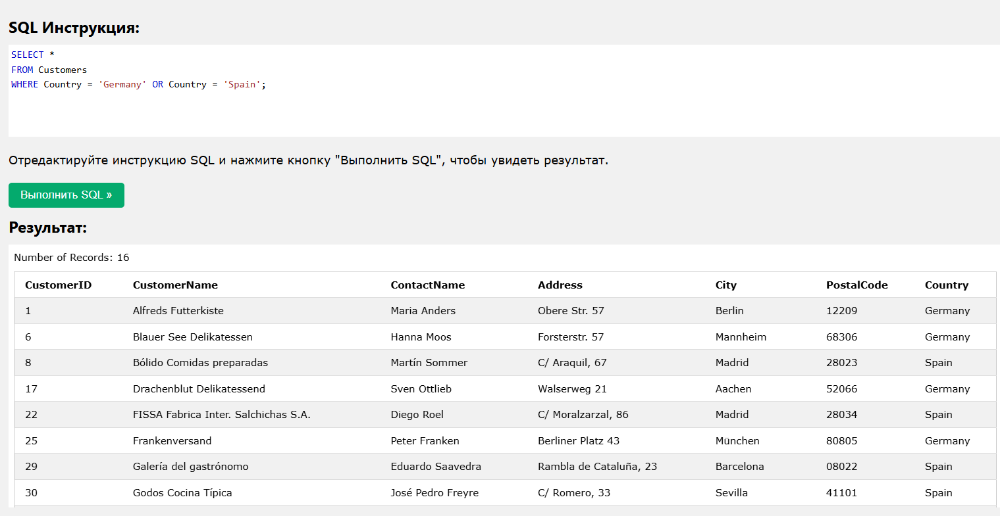 SQL Инструкция:
SELECT *
FROM Customers
WHERE Country = 'Germany' OR Country = 'Spain';
Отредактируйте инструкцию SQL и нажмите кнопку "Выполнить SQL", чтобы увидеть результат.
Выполнить SQL »
Результат:
Number of Records: 16
CustomerID CustomerName ContactName Address City PostalCode Country
1 Alfreds Futterkiste Maria Anders Obere Str. 57 Berlin 12209 Germany
6 Blauer See Delikatessen Hanna Moos Forsterstr. 57 Mannheim 68306 Germany
8 Bólido Comidas preparadas Martín Sommer C/ Araquil, 67 Madrid 28023 Spain
17 Drachenblut Delikatessend Sven Ottlieb Walserweg 21 Aachen 52066 Germany
22 FISSA Fabrica Inter. Salchichas S.A. Diego Roel C/ Moralzarzal, 86 Madrid 28034 Spain
25 Frankenversand Peter Franken Berliner Platz 43 München 80805 Germany
29 Galería del gastrónomo Eduardo Saavedra Rambla de Cataluña, 23 Barcelona 08022 Spain
30 Godos Cocina Típica José Pedro Freyre C/ Romero, 33 Sevilla 41101 Spain